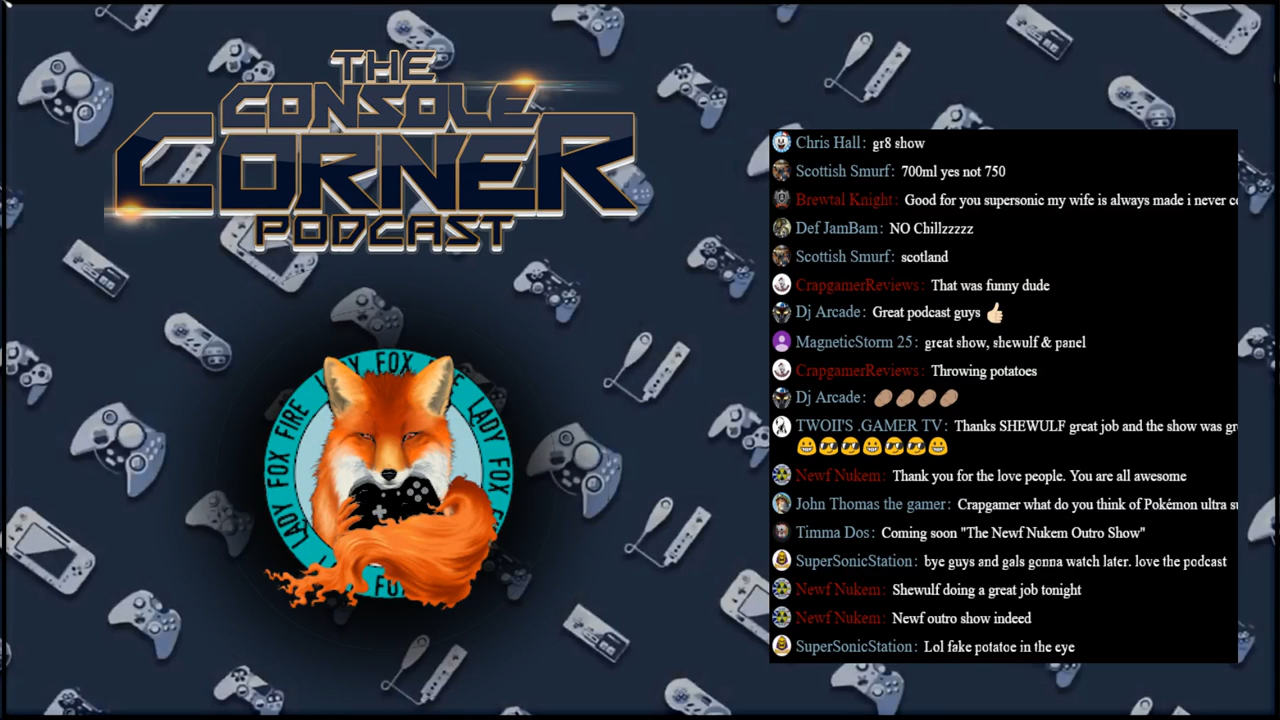 THE
CONSOLE
CORNER
PODCAST
LADY FOX FIRE LADY FOX
LADY FOX FIRE
FOX
Chris Hall: gr8 show
Scottish Smurf: 700ml yes not 750
Brewtal Knight: Good for you supersonic my wife is always made i never
Def JamBam: NO Chillzzzzz
Scottish Smurf: scotland
CrapgamerReviews: That was funny dude
Dj Arcade: Great podcast guys 👍🏻
MagneticStorm 25: great show, shewulf & panel
CrapgamerReviews: Throwing potatoes
Dj Arcade: 🥔🥔🥔🥔
TWOII'S .GAMER TV: Thanks SHEWULF great job and the show was gr
😀😎😎😀😎😎😀
Newf Nukem: Thank you for the love people. You are all awesome
John Thomas the gamer: Crapgamer what do you think of Pokémon ultra su
Timma Dos: Coming soon "The Newf Nukem Outro Show"
SuperSonicStation: bye guys and gals gonna watch later. love the podcast
Newf Nukem: Shewulf doing a great job tonight
Newf Nukem: Newf outro show indeed
SuperSonicStation: Lol fake potatoe in the eye